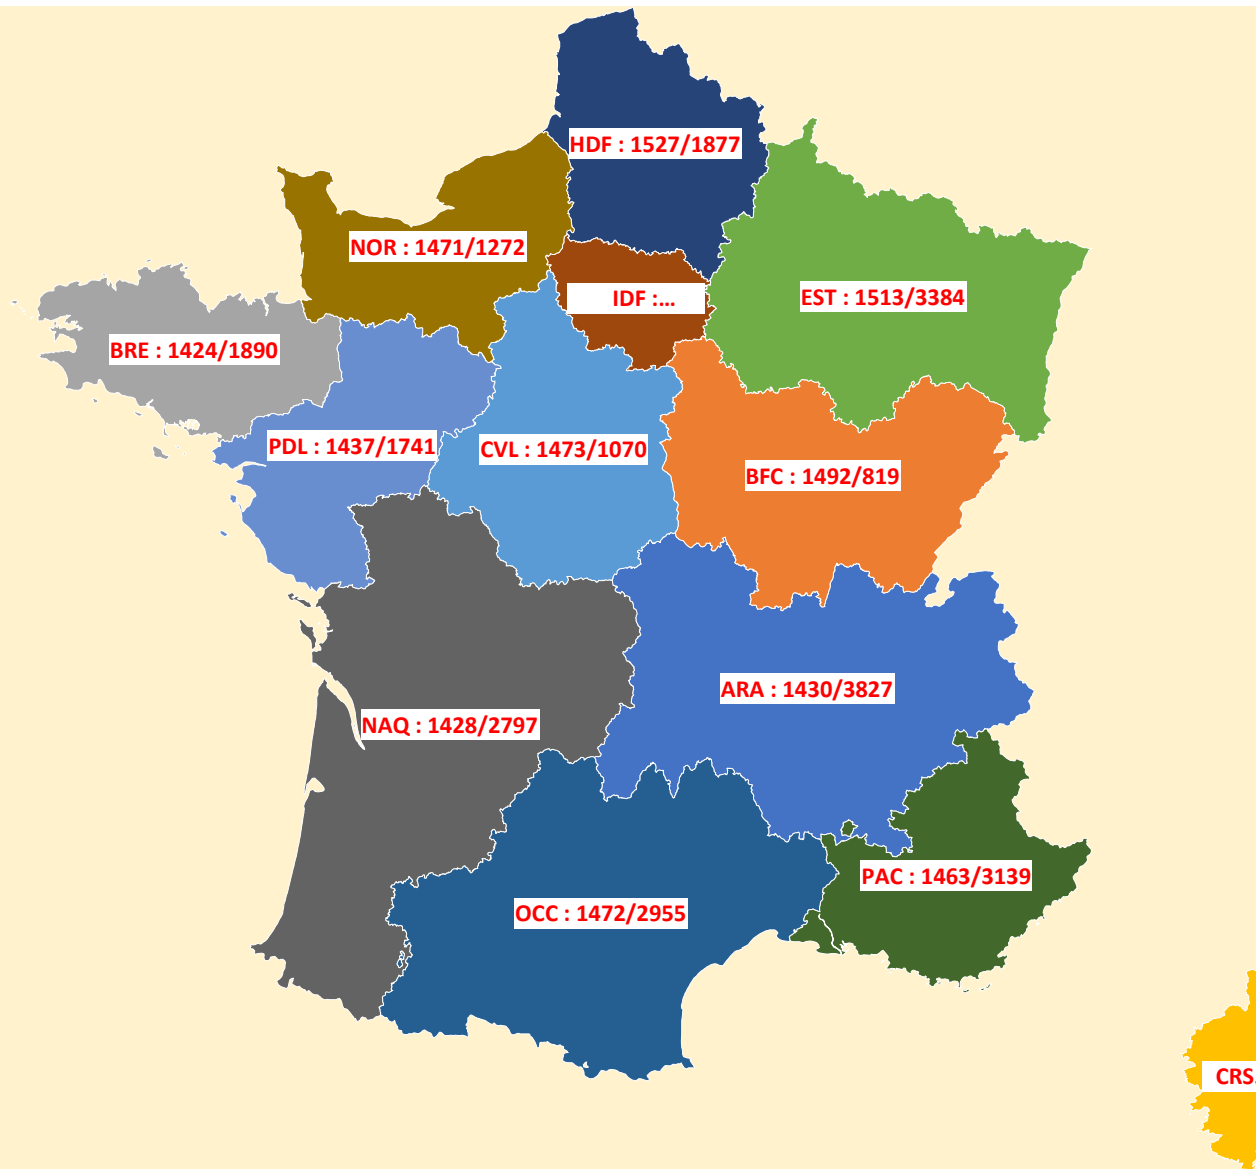 HDF : 1527/1877
NOR : 1471/1272
IDF :...
EST : 1513/3384
BRE : 1424/1890
PDL : 1437/1741
CVL : 1473/1070
BFC : 1492/819
ARA : 1430/3827
NAQ : 1428/2797
PAC : 1463/3139
OCC : 1472/2955
CRS